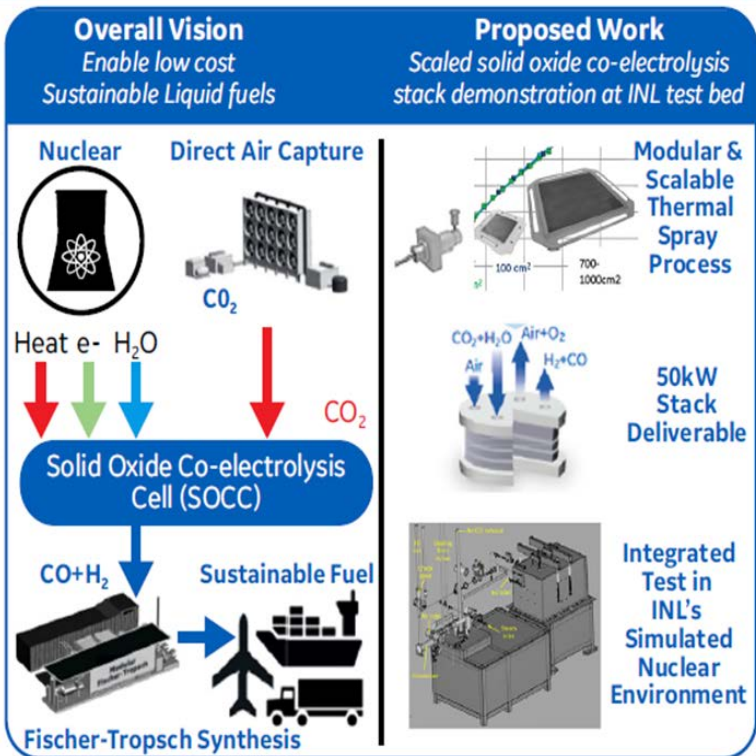 Overall Vision
Enable low cost
Sustainable Liquid fuels
Nuclear
Direct Air Capture
C0₂
Heat e- H₂O
CO₂
Solid Oxide Co-electrolysis
Cell (SOCC)
CO+H₂
Sustainable Fuel
Modular
Fischer-Tropsch
Fischer-Tropsch Synthesis
Proposed Work
Scaled solid oxide co-electrolysis
stack demonstration at INL test bed
Modular &
Scalable
Thermal
Spray
Process
100 cm²
700-
1000cm2
CO₂+H₂O
Air+O₂
Air
H₂+CO
50kW
Stack
Deliverable
Integrated
Test in
INL's
Simulated
Nuclear
Environment